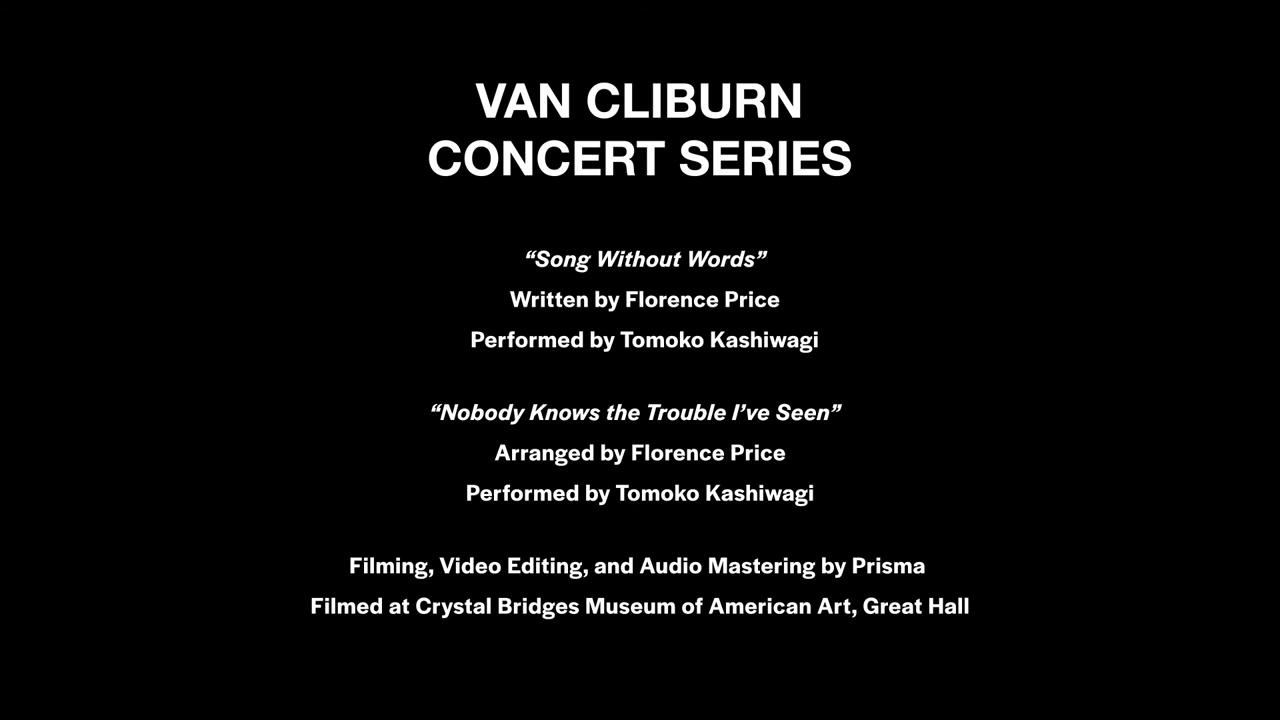 VAN CLIBURN
CONCERT SERIES
“Song Without Words”
Written by Florence Price
Performed by Tomoko Kashiwagi
“Nobody Knows the Trouble I’ve Seen”
Arranged by Florence Price
Performed by Tomoko Kashiwagi
Filming, Video Editing, and Audio Mastering by Prisma
Filmed at Crystal Bridges Museum of American Art, Great Hall